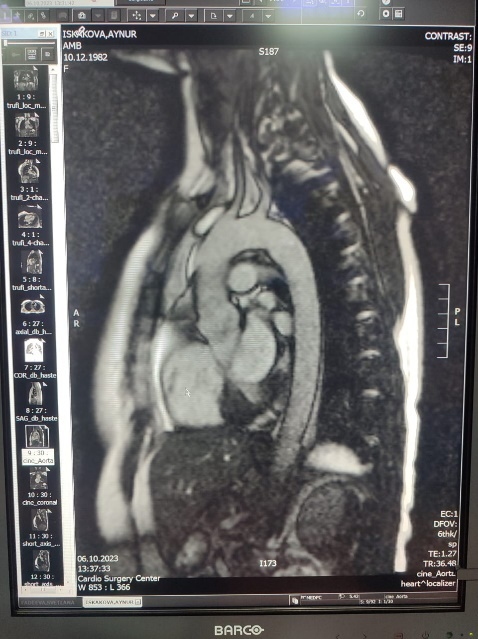 ISKAKOVA,AYNUR
AMB
10.12.1982
F
S187
CONTRAST:
SE:9
IM:1
1 : 9 :
trufi_loc_m...
2 : 9 :
trufi_loc_m...
3 : 1 :
trufi_2-cha...
4 : 1 :
trufi_4-cha...
5 : 8 :
trufi_shorta...
6 : 27 :
axial_db_h...
7 : 27 :
COR_db_haste
8 : 27 :
SAG_db_haste
9 : 30 :
cine_Aorta
10 : 30 :
cine_coronal
11 : 30 :
short_axis_...
12 : 30 :
A
R
P
L
EC:1
DFOV:
6thk/
sp
TE:1.27
TR:36.48
cine_Aorta
heart^localizer
06.10.2023
13:37:33
Cardio Surgery Center
W 853 : L 366
I173
ISKAKOVA,AYNUR
BARCO